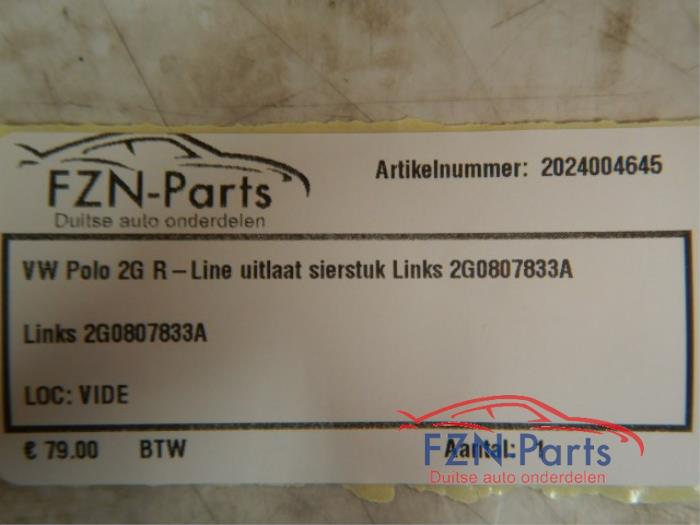 FZN-Parts
Duitse auto onderdelen
Artikelnummer: 2024004645
VW Polo 2G R-Line uitlaat sierstuk Links 2G0807833A
Links 2G0807833A
LOC: VIDE
€ 79.00 BTW Aantal: 1
FZN-Parts
Duitse auto onderdelen